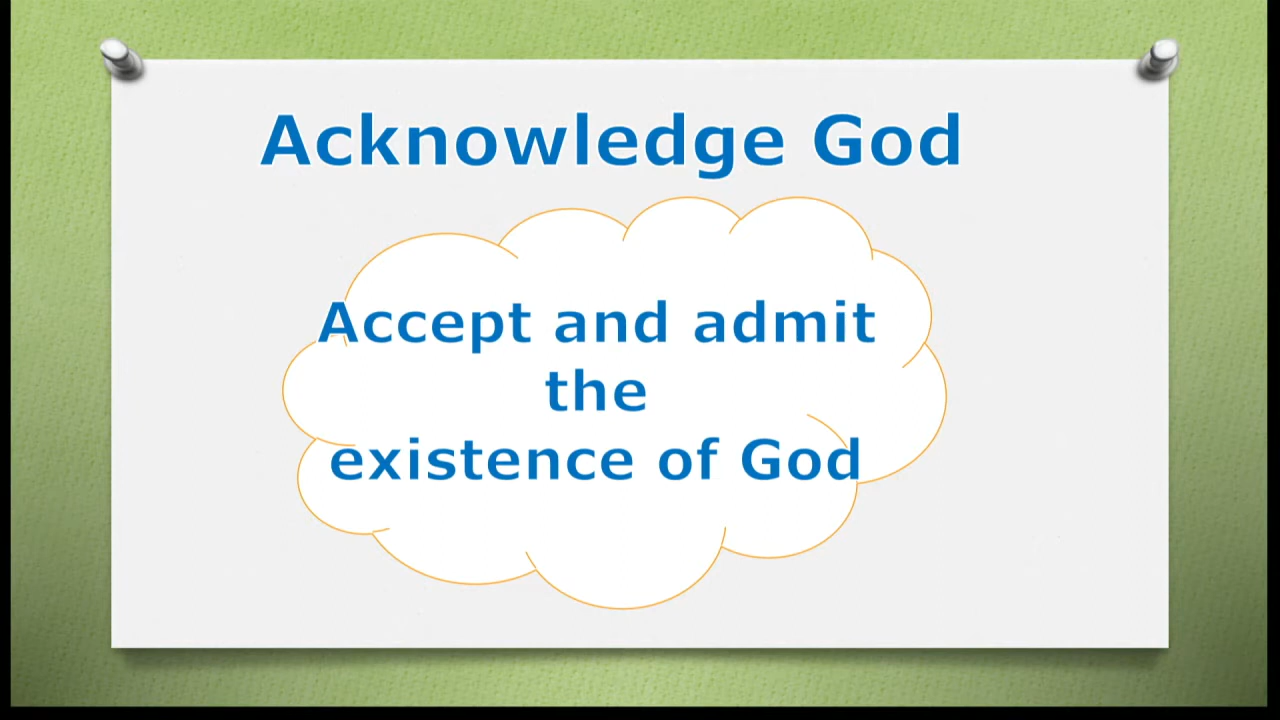 Acknowledge God
Accept and admit
the
existence of God